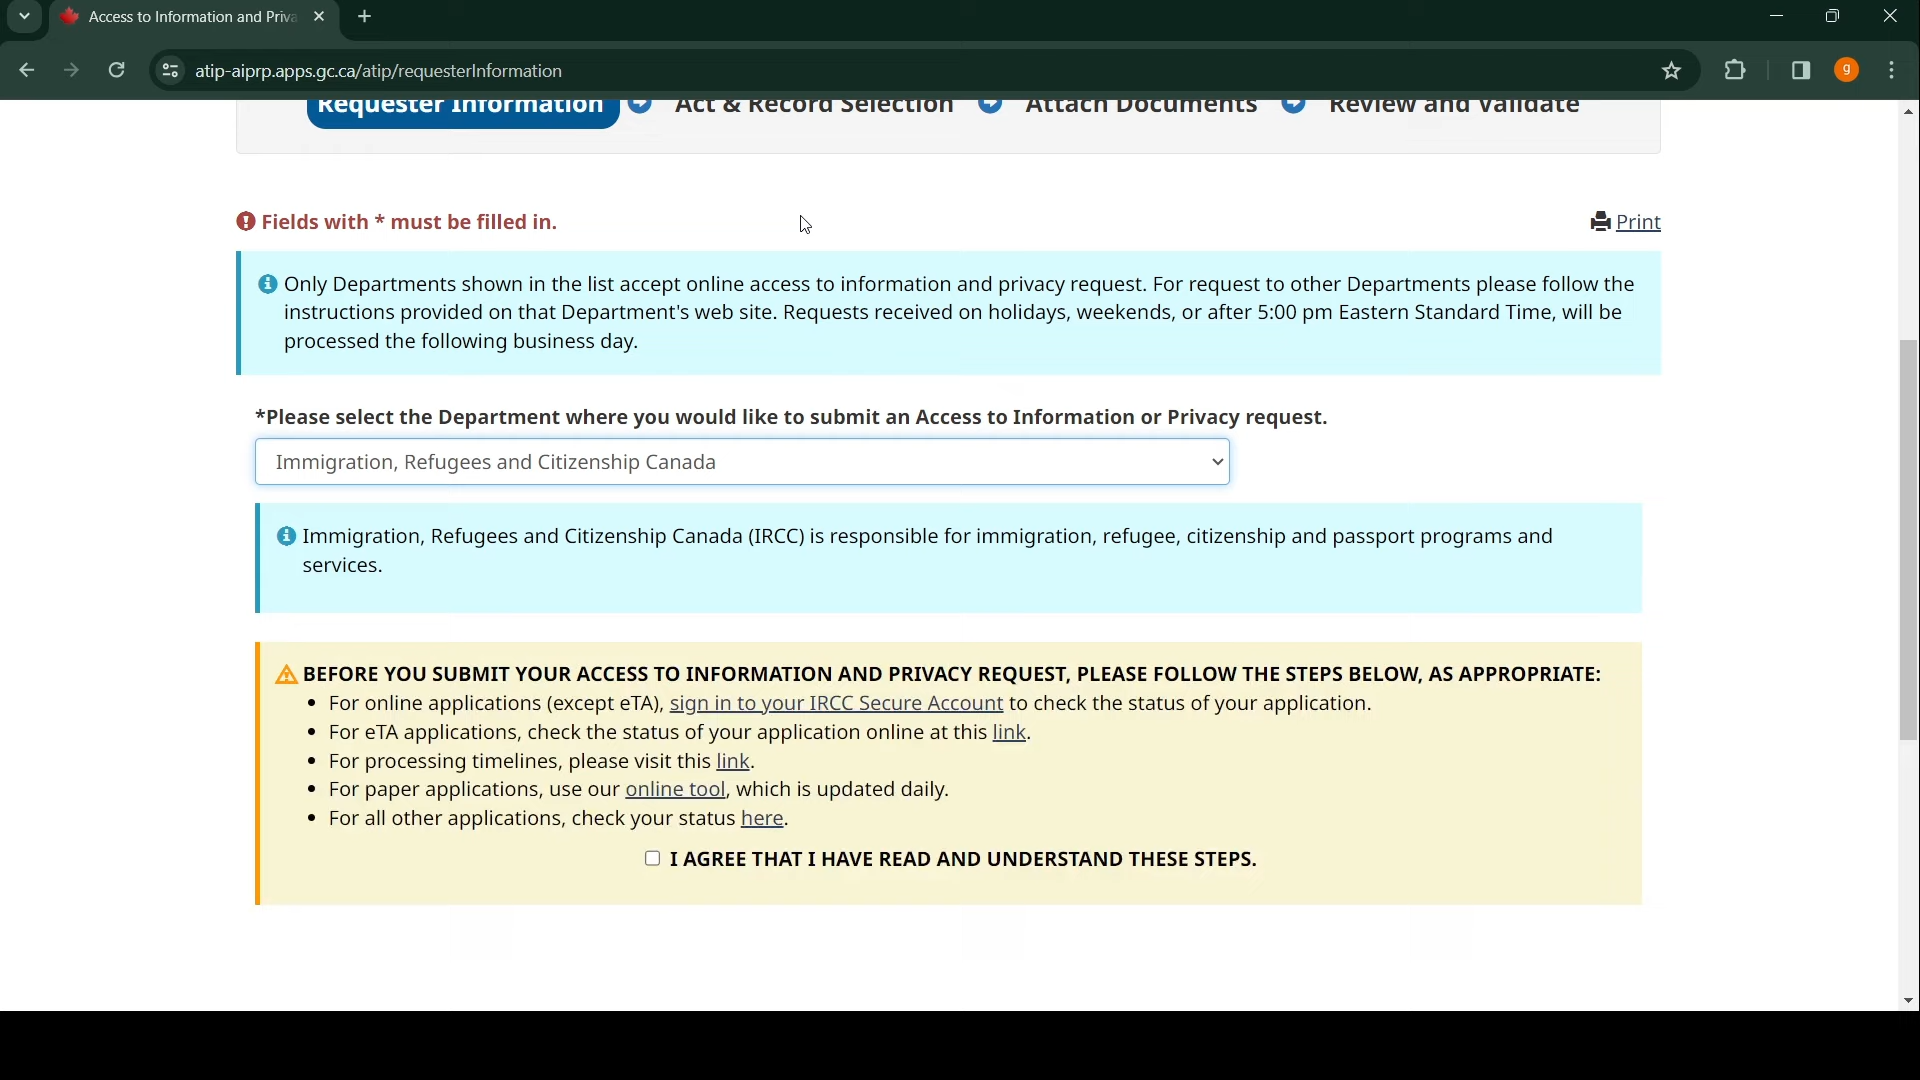 Access to Information and Priva
atip-aiprp.apps.gc.ca/atip/requesterInformation
g
Requester Information Act & Record Selection Attach Documents Review and Validate
Fields with * must be filled in.
Print
Only Departments shown in the list accept online access to information and privacy request. For request to other Departments please follow the
instructions provided on that Department's web site. Requests received on holidays, weekends, or after 5:00 pm Eastern Standard Time, will be
processed the following business day.
*Please select the Department where you would like to submit an Access to Information or Privacy request.
Immigration, Refugees and Citizenship Canada
Immigration, Refugees and Citizenship Canada (IRCC) is responsible for immigration, refugee, citizenship and passport programs and
services.
BEFORE YOU SUBMIT YOUR ACCESS TO INFORMATION AND PRIVACY REQUEST, PLEASE FOLLOW THE STEPS BELOW, AS APPROPRIATE:
• For online applications (except eTA), sign in to your IRCC Secure Account to check the status of your application.
• For eTA applications, check the status of your application online at this link.
• For processing timelines, please visit this link.
• For paper applications, use our online tool, which is updated daily.
• For all other applications, check your status here.
I AGREE THAT I HAVE READ AND UNDERSTAND THESE STEPS.